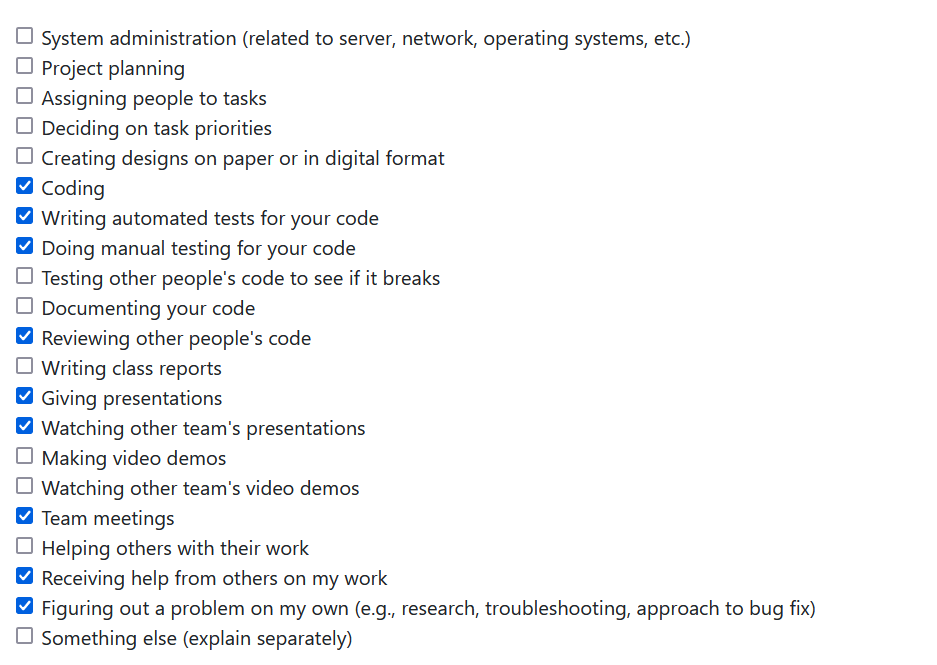 System administration (related to server, network, operating systems, etc.)
Project planning
Assigning people to tasks
Deciding on task priorities
Creating designs on paper or in digital format
Coding
Writing automated tests for your code
Doing manual testing for your code
Testing other people's code to see if it breaks
Documenting your code
Reviewing other people's code
Writing class reports
Giving presentations
Watching other team's presentations
Making video demos
Watching other team's video demos
Team meetings
Helping others with their work
Receiving help from others on my work
Figuring out a problem on my own (e.g., research, troubleshooting, approach to bug fix)
Something else (explain separately)